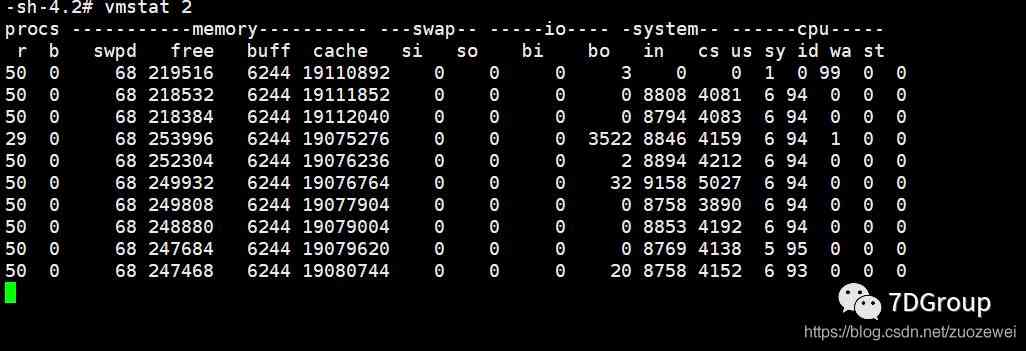 -sh-4.2# vmstat 2
procs -----------memory---------- ---swap-- -----io---- -system-- ------cpu-----
 r  b   swpd   free   buff  cache   si   so    bi    bo   in   cs us sy id wa st
50  0     68 219516   6244 19110892    0    0     0     3    0    0  1  0 99  0  0
50  0     68 218532   6244 19111852    0    0     0     0 8808 4081  6 94  0  0  0
50  0     68 218384   6244 19112040    0    0     0     0 8794 4083  6 94  0  0  0
29  0     68 253996   6244 19075276    0    0     0  3522 8846 4159  6 94  1  0  0
50  0     68 252304   6244 19076236    0    0     0     2 8894 4212  6 94  0  0  0
50  0     68 249932   6244 19076764    0    0     0    32 9158 5027  6 94  0  0  0
50  0     68 249808   6244 19077904    0    0     0     0 8758 3890  6 94  0  0  0
50  0     68 248880   6244 19079004    0    0     0     0 8853 4192  6 94  0  0  0
50  0     68 247684   6244 19079620    0    0     0     0 8769 4138  5 95  0  0  0
50  0     68 247468   6244 19080744    0    0     0    20 8758 4152  6 93  0  0  0
7DGroup
https://blog.csdn.net/zuozewei